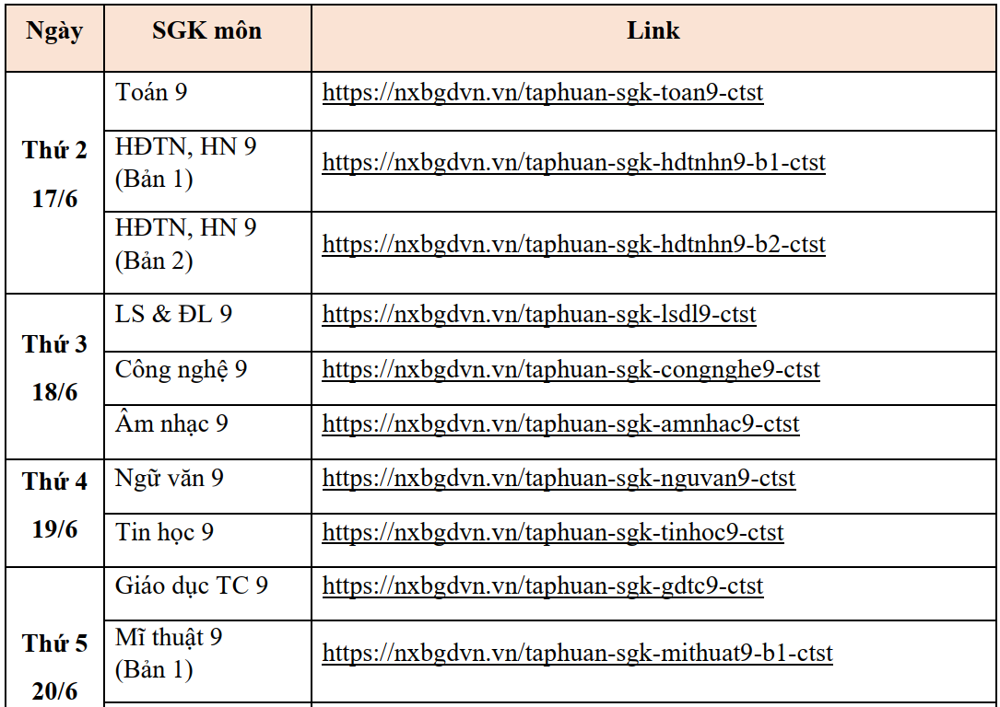 Ngày SGK môn Link
Thứ 2
17/6
Toán 9 https://nxbgdvn.vn/taphuan-sgk-toan9-ctst
HĐTN, HN 9
(Bản 1)
https://nxbgdvn.vn/taphuan-sgk-hdtnhn9-b1-ctst
HĐTN, HN 9
(Bản 2)
https://nxbgdvn.vn/taphuan-sgk-hdtnhn9-b2-ctst
Thứ 3
18/6
LS & ĐL 9 https://nxbgdvn.vn/taphuan-sgk-lsdl9-ctst
Công nghệ 9 https://nxbgdvn.vn/taphuan-sgk-congnghe9-ctst
Âm nhạc 9 https://nxbgdvn.vn/taphuan-sgk-amnhac9-ctst
Thứ 4
19/6
Ngữ văn 9 https://nxbgdvn.vn/taphuan-sgk-nguvan9-ctst
Tin học 9 https://nxbgdvn.vn/taphuan-sgk-tinhoc9-ctst
Thứ 5
20/6
Giáo dục TC 9 https://nxbgdvn.vn/taphuan-sgk-gdtc9-ctst
Mĩ thuật 9
(Bản 1)
https://nxbgdvn.vn/taphuan-sgk-mithuat9-b1-ctst